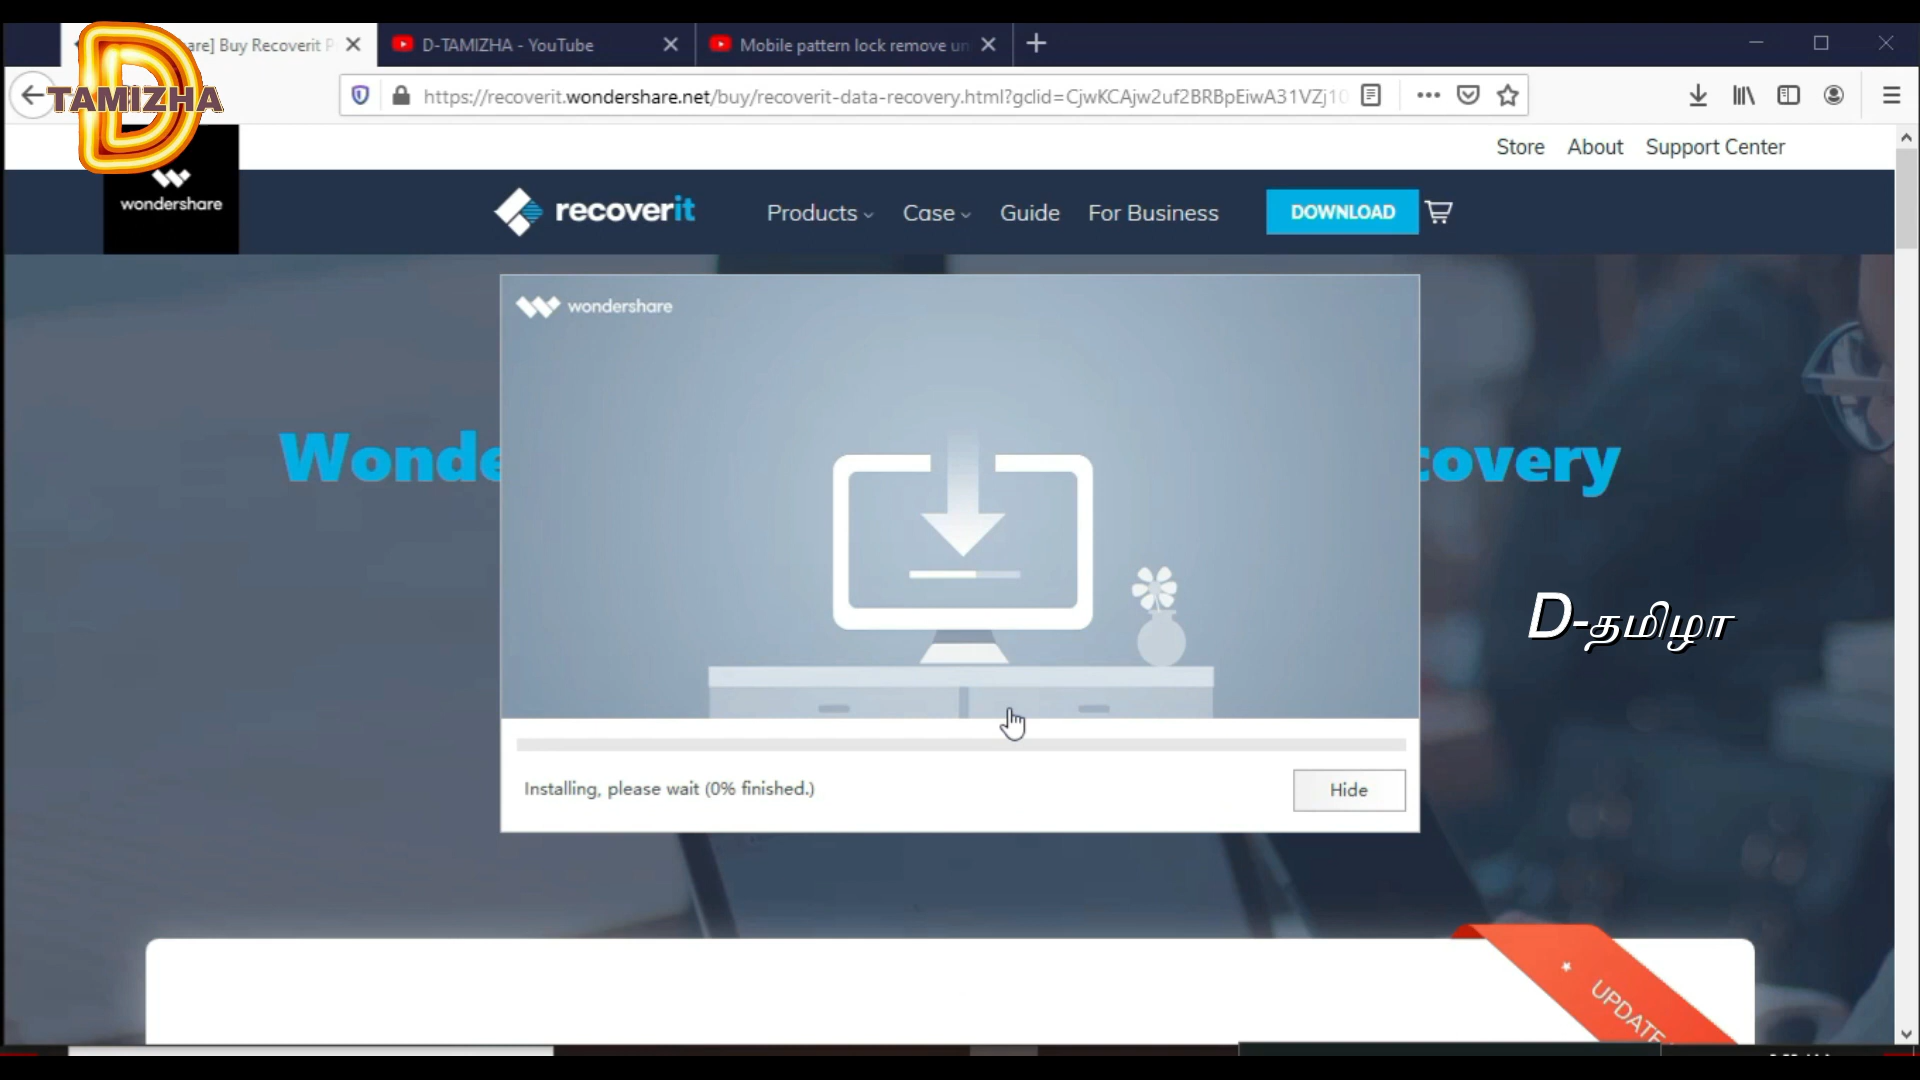 are] Buy Recoverit P
D-TAMIZHA - YouTube
Mobile pattern lock remove un
D
TAMIZHA
https://recoverit.wondershare.net/buy/recoverit-data-recovery.html?gclid=CjwKCAjw2uf2BRBpEiwA31VZj10
Store About Support Center
wondershare
recoverit
Products Case Guide For Business DOWNLOAD
wondershare
Wonde
covery
D-தமிழா
Installing, please wait (0% finished.)
Hide
UPDATE